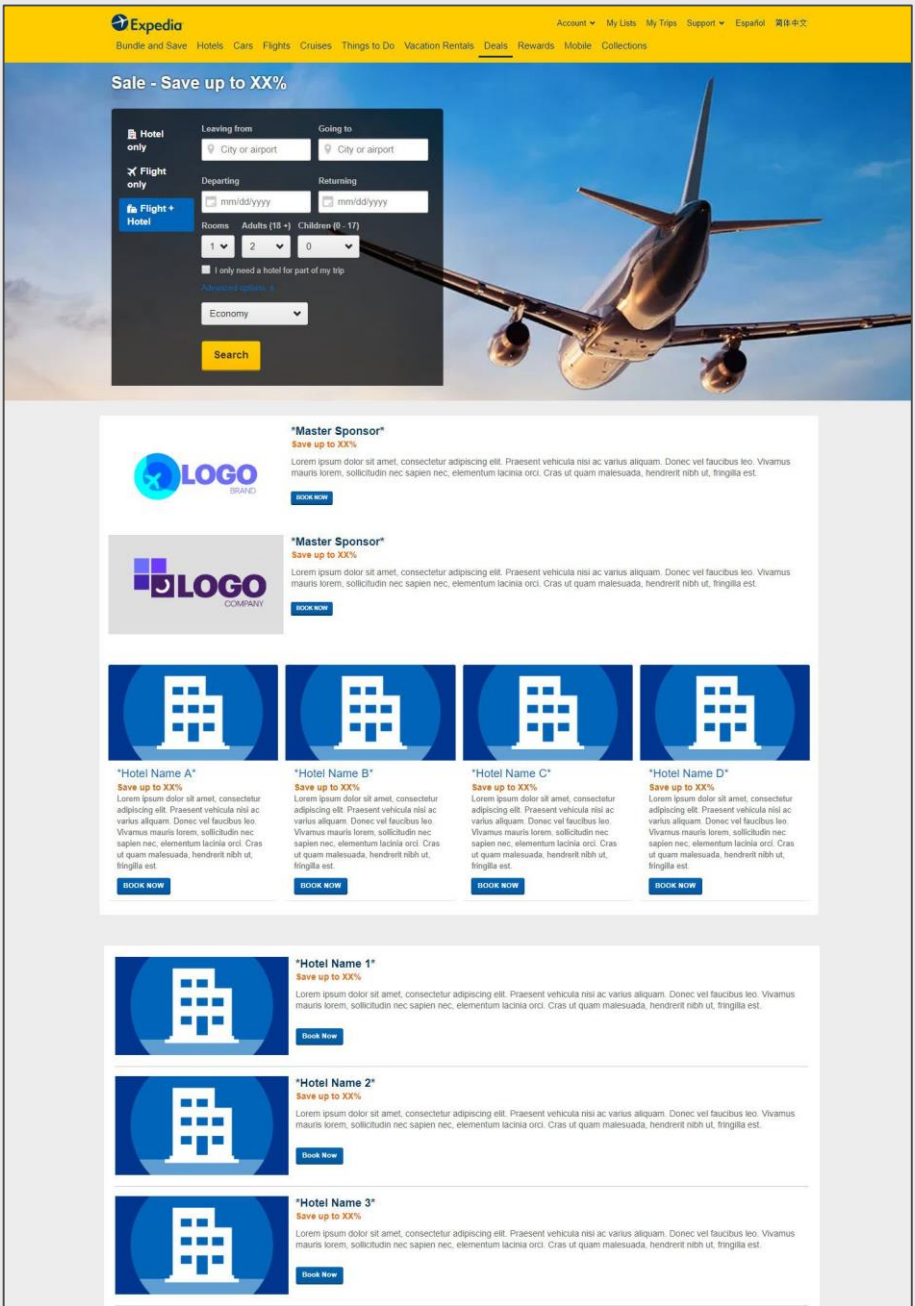 Expedia
Account My Lists My Trips Support Español 简体中文
Bundle and Save Hotels Cars Flights Cruises Things to Do Vacation Rentals Deals Rewards Mobile Collections
Sale - Save up to XX%
Hotel only
Flight only
Flight + Hotel
Leaving from Going to
City or airport City or airport
Departing Returning
mm/dd/yyyy mm/dd/yyyy
Rooms Adults (18 +) Children (0 - 17)
1 2 0
I only need a hotel for part of my trip
Advanced options
Economy
Search
LOGO
BRAND
*Master Sponsor*
Save up to XX%
Lorem ipsum dolor sit amet, consectetur adipiscing elit. Praesent vehicula nisi ac varius aliquam. Donec vel faucibus leo. Vivamus
mauris lorem, sollicitudin nec sapien nec, elementum lacinia orci. Cras ut quam malesuada, hendrerit nibh ut, fringilla est.
BOOK NOW
LOGO
COMPANY
*Master Sponsor*
Save up to XX%
Lorem ipsum dolor sit amet, consectetur adipiscing elit. Praesent vehicula nisi ac varius aliquam. Donec vel faucibus leo. Vivamus
mauris lorem, sollicitudin nec sapien nec, elementum lacinia orci. Cras ut quam malesuada, hendrerit nibh ut, fringilla est.
BOOK NOW
*Hotel Name A*
Save up to XX%
Lorem ipsum dolor sit amet, consectetur
adipiscing elit. Praesent vehicula nisi ac
varius aliquam. Donec vel faucibus leo.
Vivamus mauris lorem, sollicitudin nec
sapien nec, elementum lacinia orci. Cras
ut quam malesuada, hendrerit nibh ut,
fringilla est.
BOOK NOW
*Hotel Name B*
Save up to XX%
Lorem ipsum dolor sit amet, consectetur
adipiscing elit. Praesent vehicula nisi ac
varius aliquam. Donec vel faucibus leo.
Vivamus mauris lorem, sollicitudin nec
sapien nec, elementum lacinia orci. Cras
ut quam malesuada, hendrerit nibh ut,
fringilla est.
BOOK NOW
*Hotel Name C*
Save up to XX%
Lorem ipsum dolor sit amet, consectetur
adipiscing elit. Praesent vehicula nisi ac
varius aliquam. Donec vel faucibus leo.
Vivamus mauris lorem, sollicitudin nec
sapien nec, elementum lacinia orci. Cras
ut quam malesuada, hendrerit nibh ut,
fringilla est.
BOOK NOW
*Hotel Name D*
Save up to XX%
Lorem ipsum dolor sit amet, consectetur
adipiscing elit. Praesent vehicula nisi ac
varius aliquam. Donec vel faucibus leo.
Vivamus mauris lorem, sollicitudin nec
sapien nec, elementum lacinia orci. Cras
ut quam malesuada, hendrerit nibh ut,
fringilla est.
BOOK NOW
*Hotel Name 1*
Save up to XX%
Lorem ipsum dolor sit amet, consectetur adipiscing elit. Praesent vehicula nisi ac varius aliquam. Donec vel faucibus leo. Vivamus
mauris lorem, sollicitudin nec sapien nec, elementum lacinia orci. Cras ut quam malesuada, hendrerit nibh ut, fringilla est.
Book Now
*Hotel Name 2*
Save up to XX%
Lorem ipsum dolor sit amet, consectetur adipiscing elit. Praesent vehicula nisi ac varius aliquam. Donec vel faucibus leo. Vivamus
mauris lorem, sollicitudin nec sapien nec, elementum lacinia orci. Cras ut quam malesuada, hendrerit nibh ut, fringilla est.
Book Now
*Hotel Name 3*
Save up to XX%
Lorem ipsum dolor sit amet, consectetur adipiscing elit. Praesent vehicula nisi ac varius aliquam. Donec vel faucibus leo. Vivamus
mauris lorem, sollicitudin nec sapien nec, elementum lacinia orci. Cras ut quam malesuada, hendrerit nibh ut, fringilla est.
Book Now